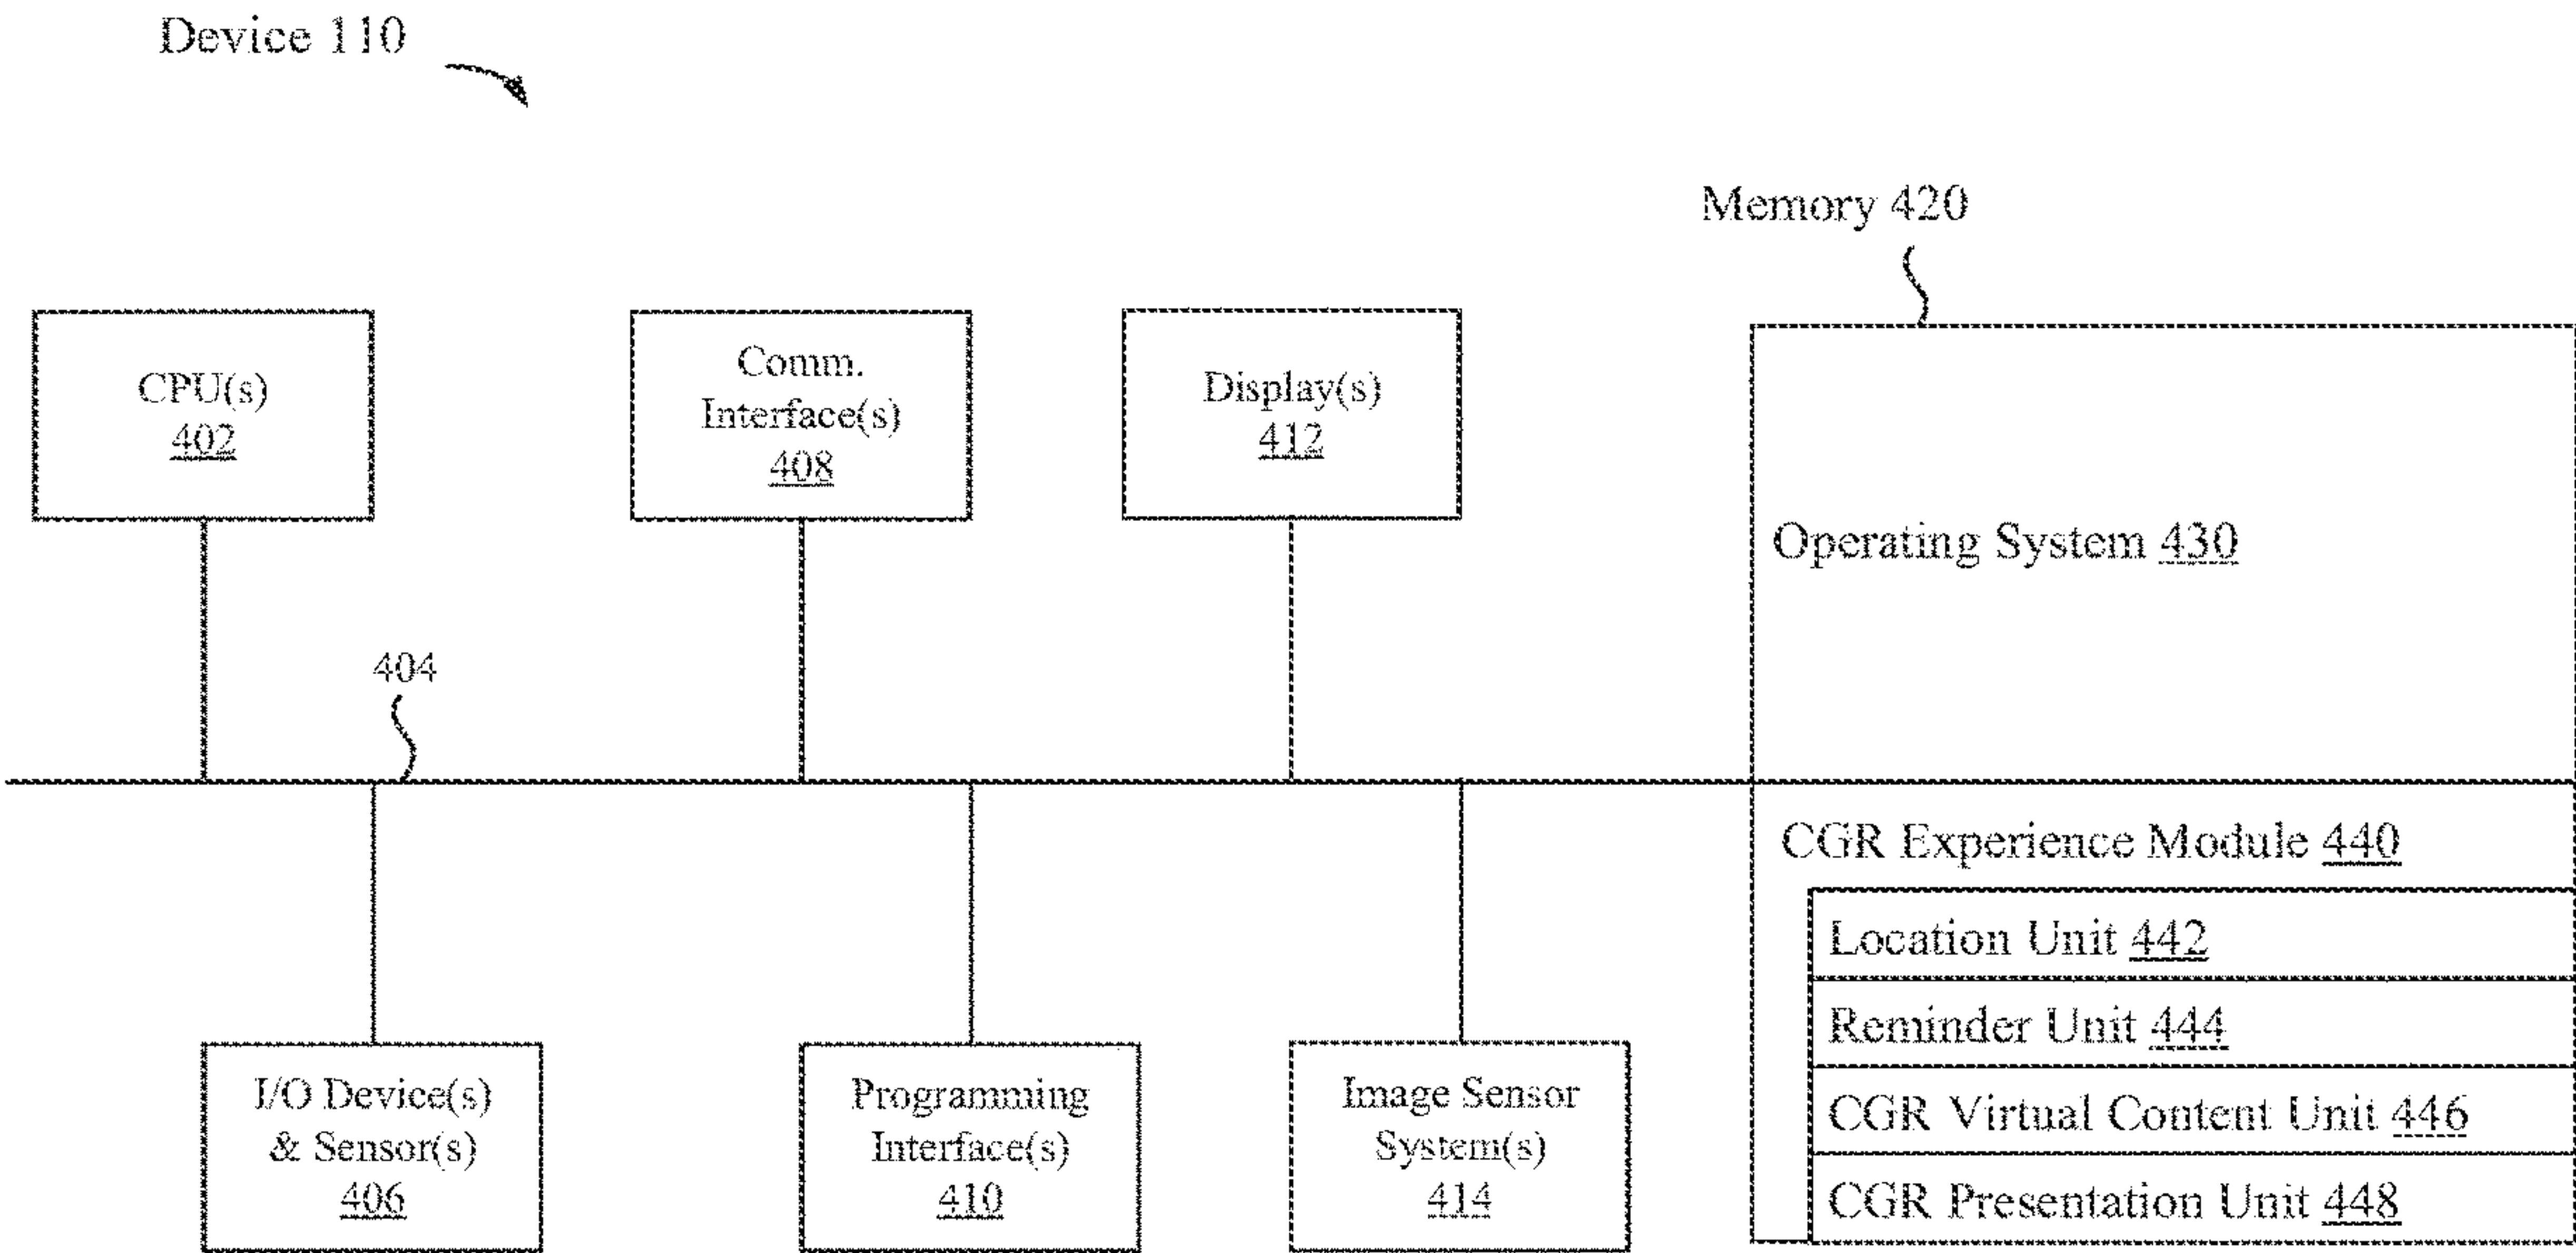 Device 110
Memory 420
CPU(s)
402
Comm.
Interface(s)
408
Display(s)
412
Operating System 430
404
CGR Experience Module 440
Location Unit 442
Reminder Unit 444
CGR Virtual Content Unit 446
CGR Presentation Unit 448
I/O Device(s)
& Sensor(s)
406
Programming
Interface(s)
410
Image Sensor
System(s)
414